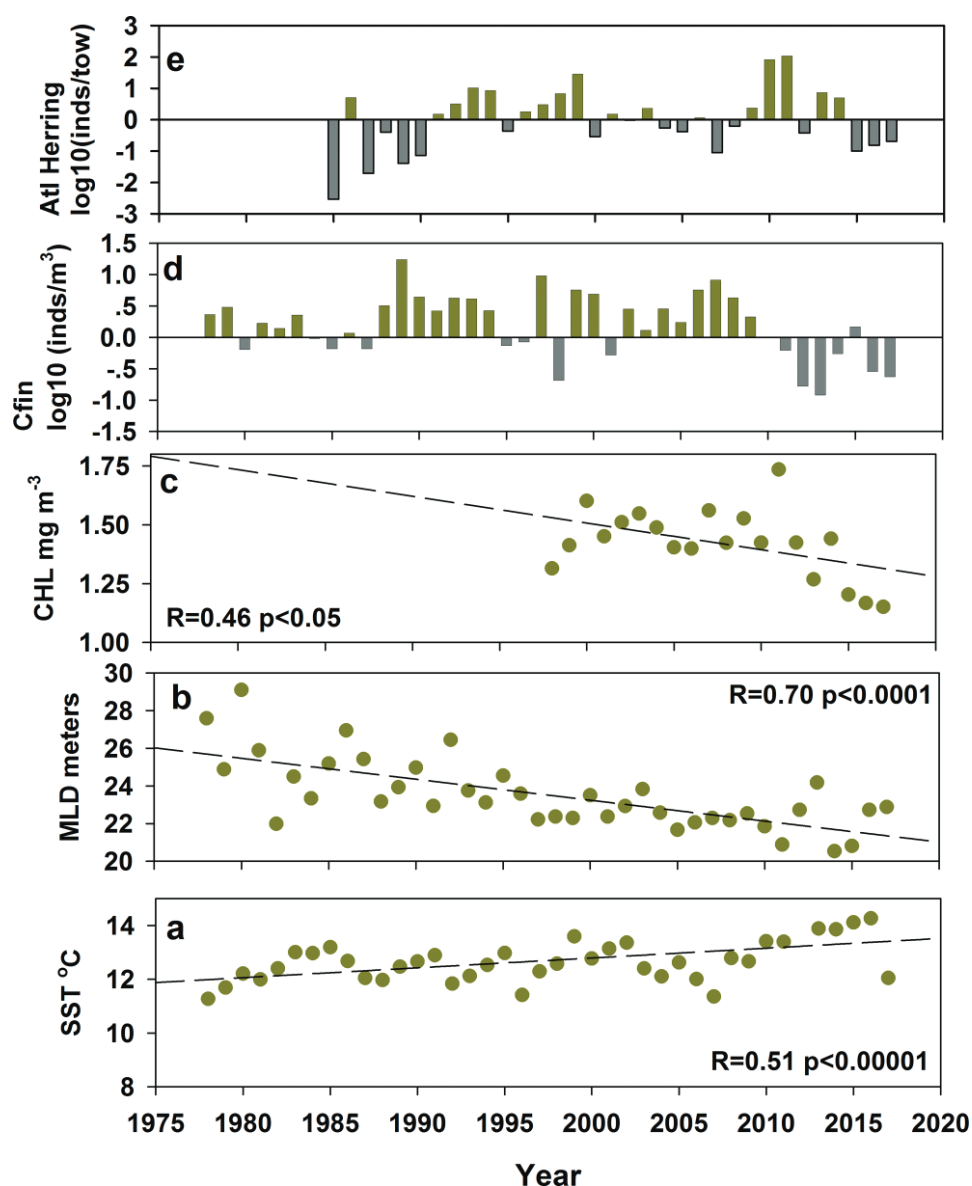 e
Atl Herring
log10(inds/tow)
3
2
1
0
-1
-2
-3
d
Cfin
log10 (inds/m³)
1.5
1.0
.5
0.0
-.5
-1.0
-1.5
c
CHL mg m⁻³
1.75
1.50
1.25
1.00
R=0.46 p<0.05
b
MLD meters
30
28
26
24
22
20
R=0.70 p<0.0001
a
SST °C
14
12
10
8
R=0.51 p<0.00001
1975 1980 1985 1990 1995 2000 2005 2010 2015 2020
Year